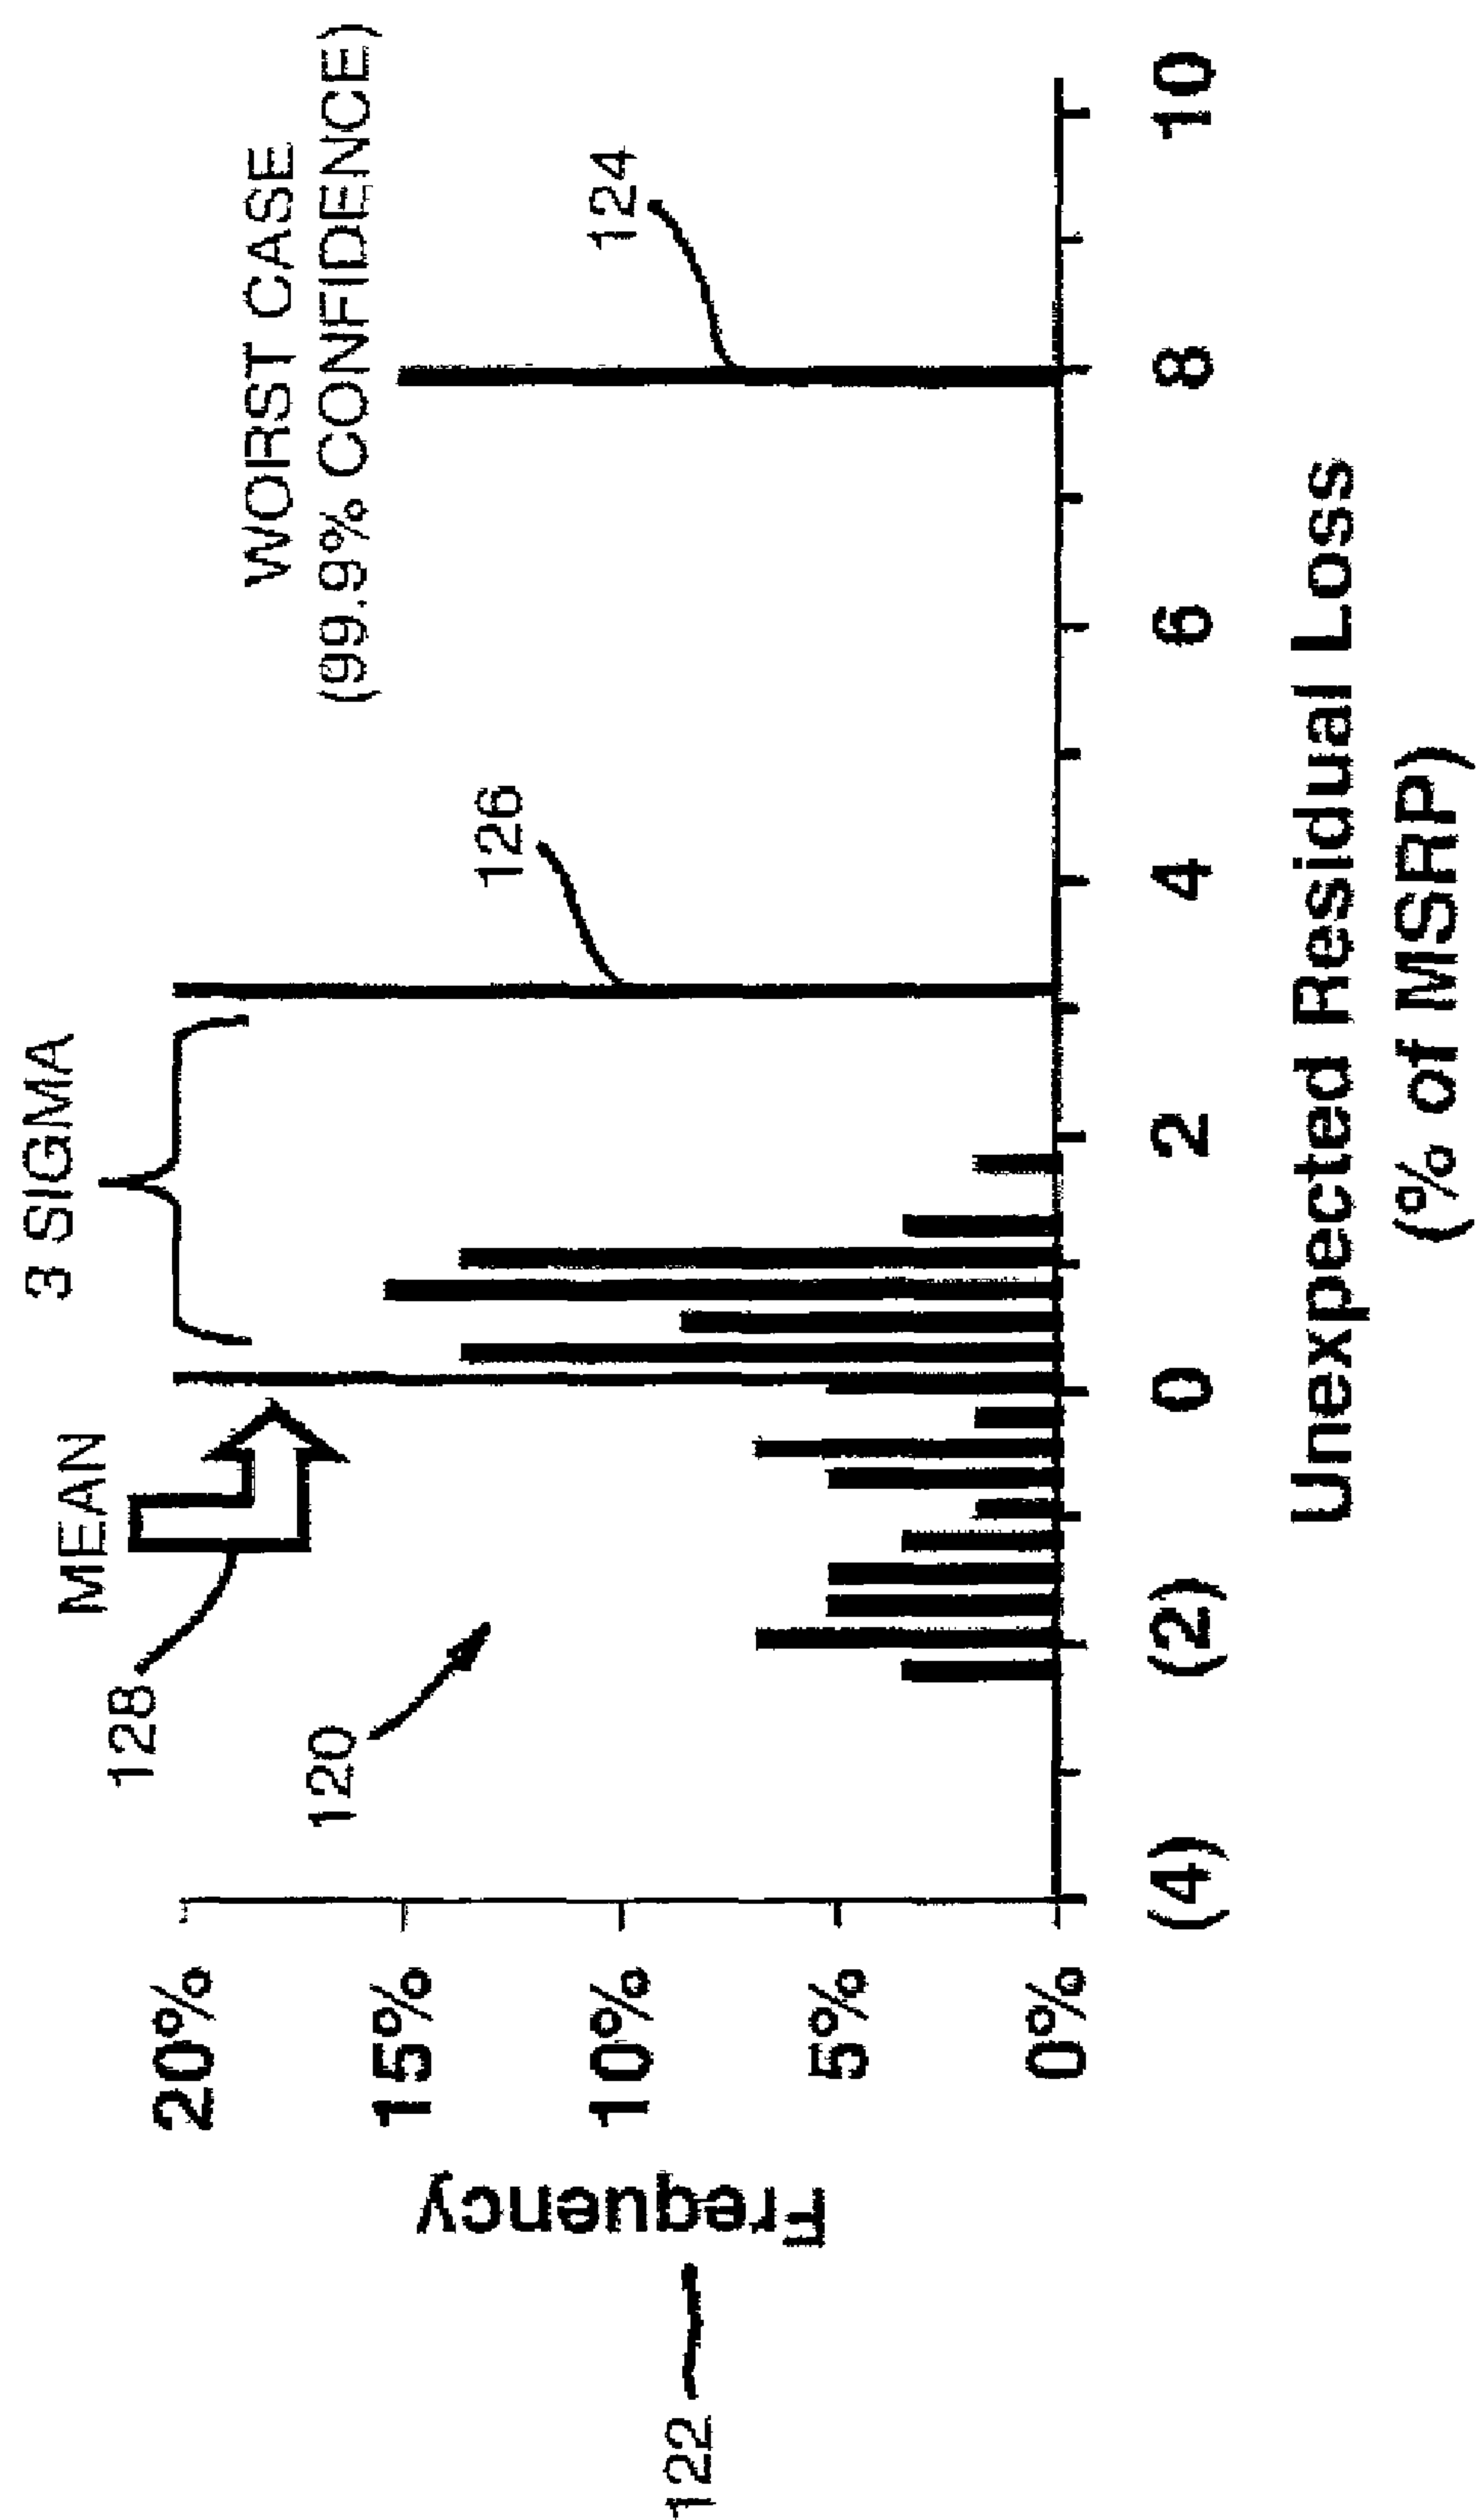 3 SIGMA
MEAN
128
120
126
WORST CASE
(99.9% CONFIDENCE)
124
122
Frequency
20%
15%
10%
5%
0%
(4)
(2)
0
2
4
6
8
10
Unexpected Residual Loss
(% of MSRP)